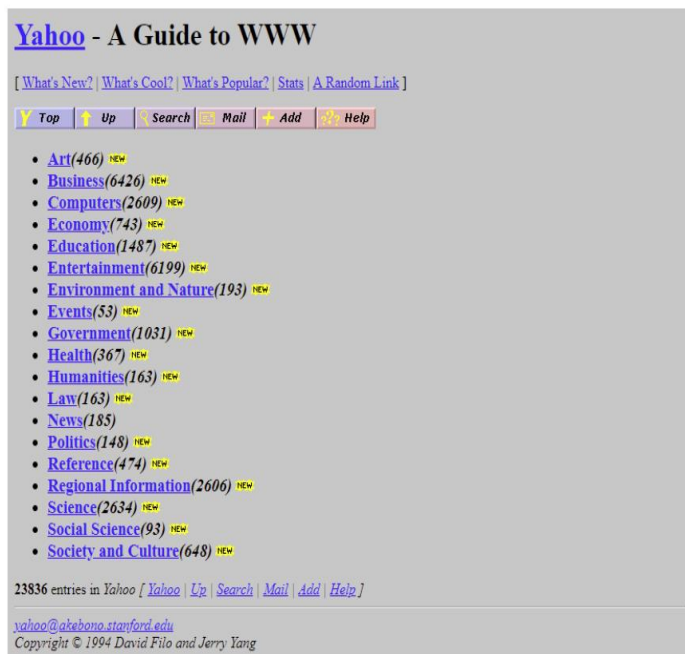 Yahoo - A Guide to WWW
[ What's New? | What's Cool? | What's Popular? | Stats | A Random Link ]
Y Top Up Search Mail Add ??? Help
Art(466) NEW
Business(6426) NEW
Computers(2609) NEW
Economy(743) NEW
Education(1487) NEW
Entertainment(6199) NEW
Environment and Nature(193) NEW
Events(53) NEW
Government(1031) NEW
Health(367) NEW
Humanities(163) NEW
Law(163) NEW
News(185)
Politics(148) NEW
Reference(474) NEW
Regional Information(2606) NEW
Science(2634) NEW
Social Science(93) NEW
Society and Culture(648) NEW
23836 entries in Yahoo [ Yahoo | Up | Search | Mail | Add | Help ]
yahoo@akebono.stanford.edu
Copyright © 1994 David Filo and Jerry Yang